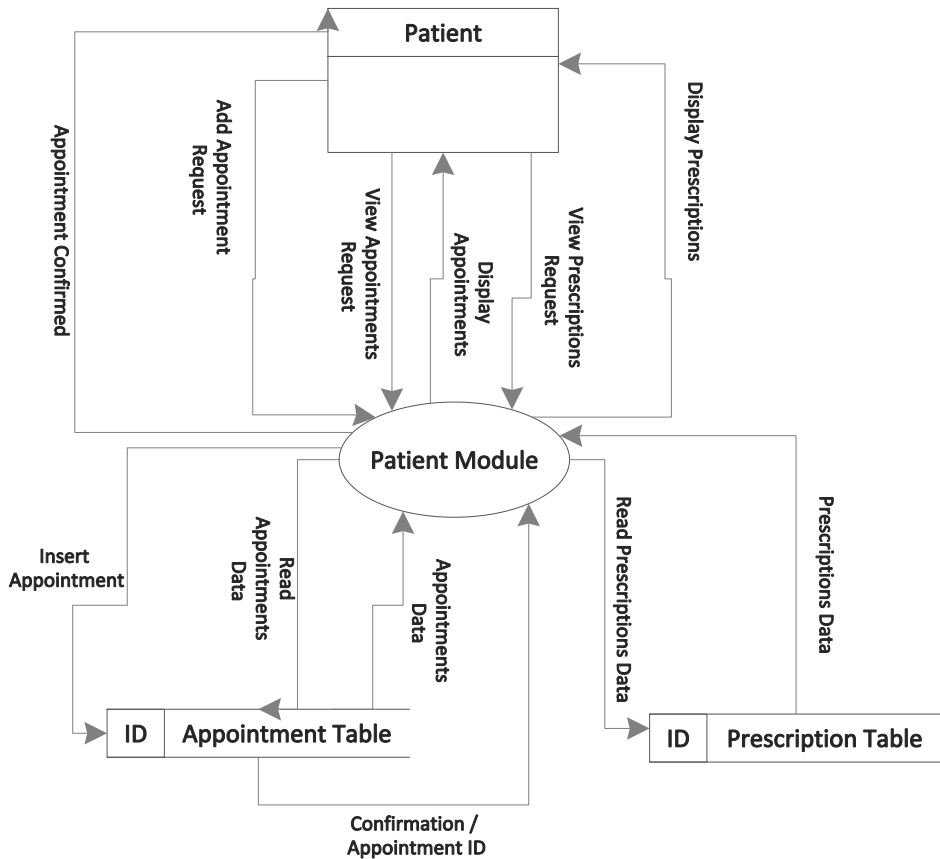 Patient
Appointment Confirmed
Add Appointment
Request
View Appointments
Request
Display
Appointments
View Prescriptions
Request
Display Prescriptions
Patient Module
Insert
Appointment
Read
Appointments
Data
Appointments
Data
Read Prescriptions Data
Prescriptions Data
ID
Appointment Table
ID
Prescription Table
Confirmation /
Appointment ID